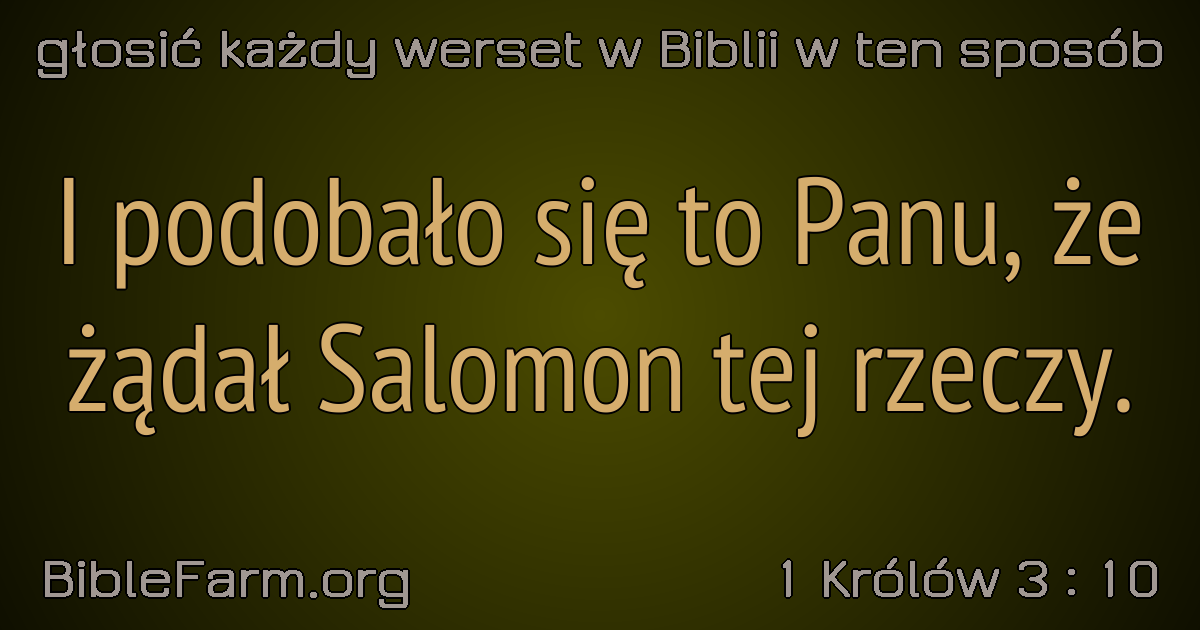 głosić każdy werset w Biblii w ten sposób
I podobało się to Panu, że
żądał Salomon tej rzeczy.
BibleFarm.org
1 Królów 3 : 10